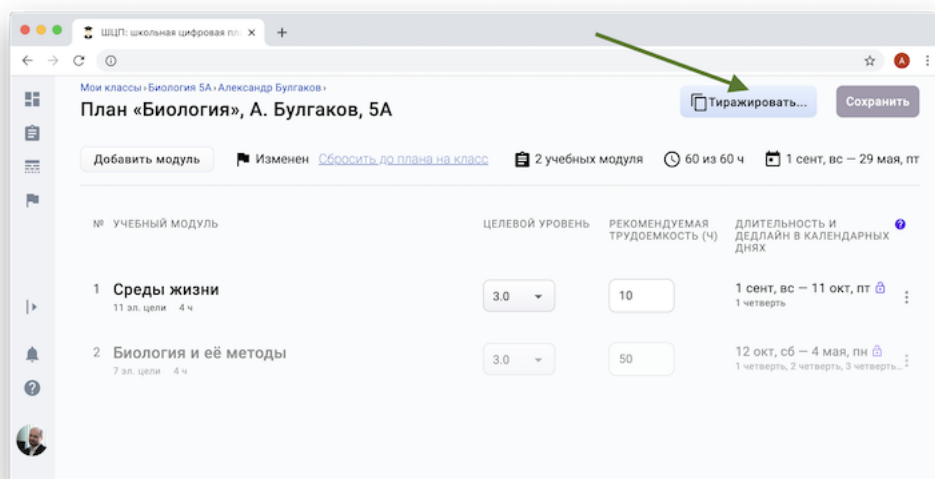 ШЦП: школьная цифровая пл
A
Мои классы › Биология 5А › Александр Булгаков ›
План «Биология», А. Булгаков, 5А
Тиражировать...
Сохранить
Добавить модуль
Изменен Сбросить до плана на класс
2 учебных модуля
60 из 60 ч
1 сент, вс — 29 мая, пт
№ УЧЕБНЫЙ МОДУЛЬ
ЦЕЛЕВОЙ УРОВЕНЬ
РЕКОМЕНДУЕМАЯ
ТРУДОЕМКОСТЬ (Ч)
ДЛИТЕЛЬНОСТЬ И
ДЕДЛАЙН В КАЛЕНДАРНЫХ
ДНЯХ
1 Среды жизни
11 эл. цели 4 ч
3.0
10
1 сент, вс — 11 окт, пт
1 четверть
2 Биология и её методы
7 эл. цели 4 ч
3.0
50
12 окт, сб — 4 мая, пн
1 четверть, 2 четверть, 3 четверть...